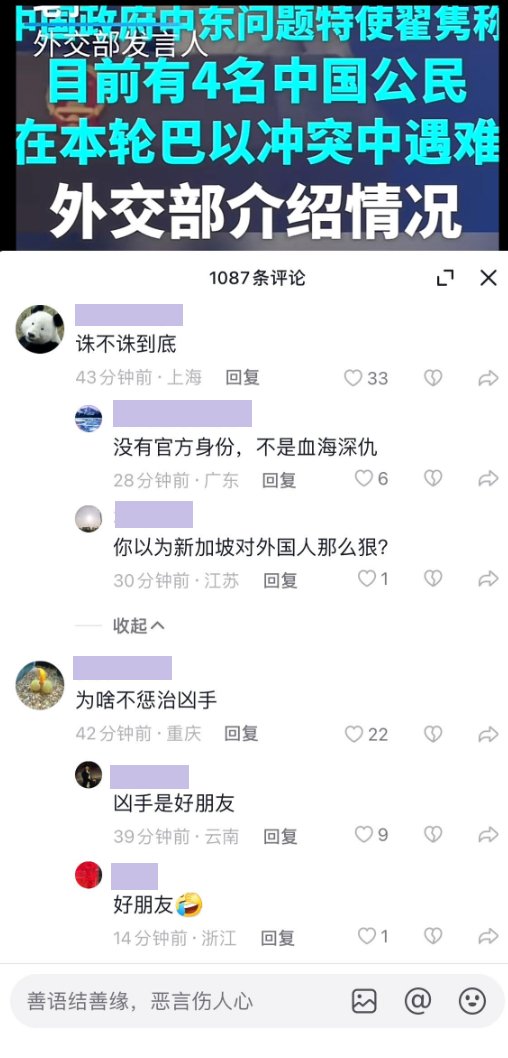 中国政府中东问题特使翟隽称
外交部发言人
目前有4名中国公民
在本轮巴以冲突中遇难
外交部介绍情况
1087条评论
诛不诛到底
43分钟前·上海 回复 33
没有官方身份，不是血海深仇
28分钟前·广东 回复 6
你以为新加坡对外国人那么狠?
30分钟前·江苏 回复 1
收起
为啥不惩治凶手
42分钟前·重庆 回复 22
凶手是好朋友
39分钟前·云南 回复 9
好朋友🤣
14分钟前·浙江 回复 1
善语结善缘，恶言伤人心